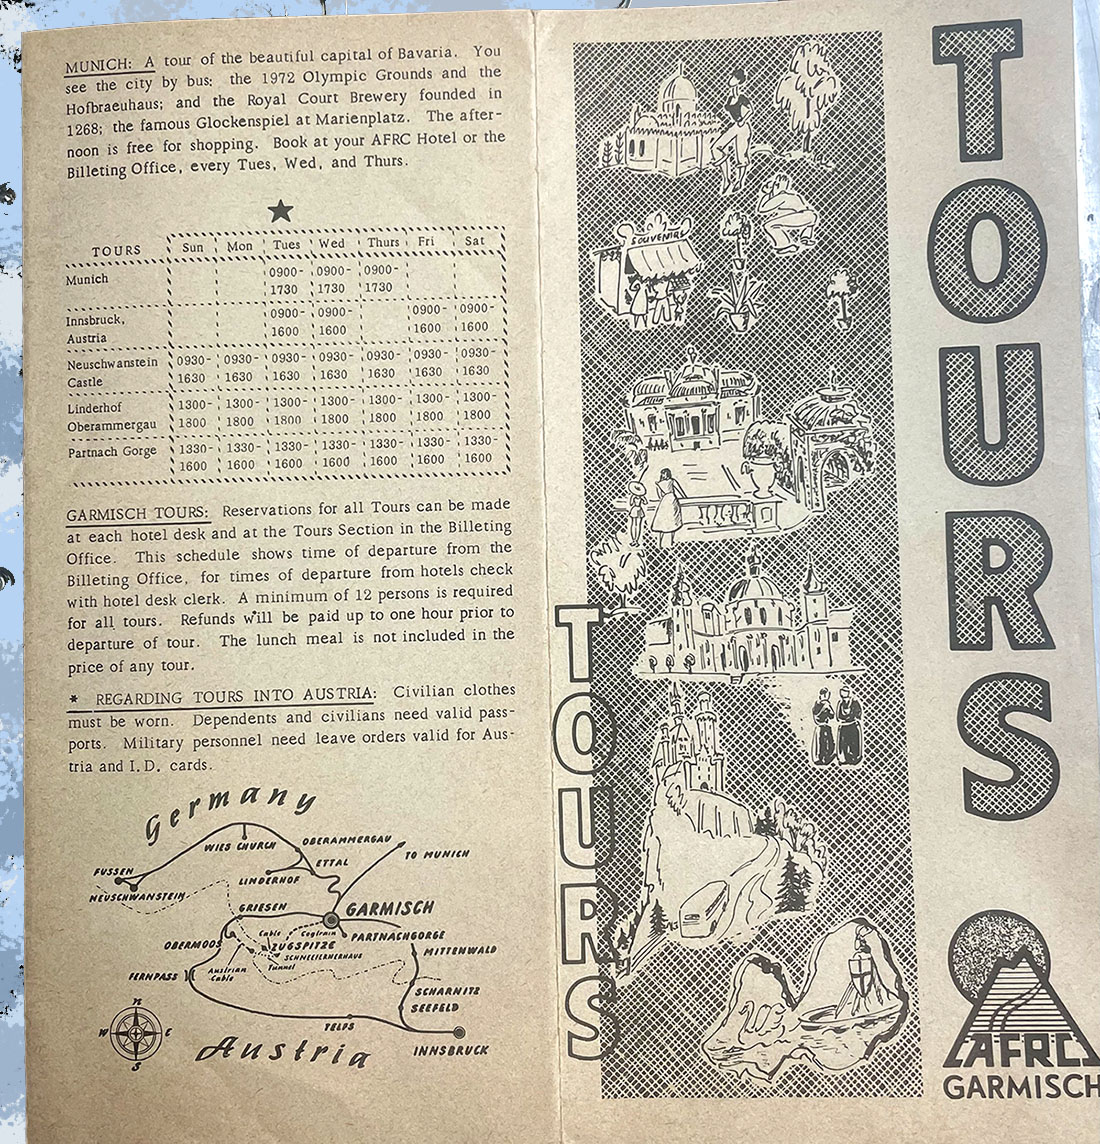 MUNICH: A tour of the beautiful capital of Bavaria. You
see the city by bus; the 1972 Olympic Grounds and the
Hofbraeuhaus; and the Royal Court Brewery founded in
1268; the famous Glockenspiel at Marienplatz. The after-
noon is free for shopping. Book at your AFRC Hotel or the
Billeting Office, every Tues, Wed, and Thurs.
★
TOURS Sun Mon Tues Wed Thurs Fri Sat
Munich 0900-1730 0900-1730 0900-1730
Innsbruck, Austria 0900-1600 0900-1600 0900-1600 0900-1600
Neuschwanstein Castle 0930-1630 0930-1630 0930-1630 0930-1630 0930-1630 0930-1630 0930-1630
Linderhof Oberammergau 1300-1800 1300-1800 1300-1800 1300-1800 1300-1800 1300-1800 1300-1800
Partnach Gorge 1330-1600 1330-1600 1330-1600 1330-1600 1330-1600 1330-1600 1330-1600
GARMISCH TOURS: Reservations for all Tours can be made
at each hotel desk and at the Tours Section in the Billeting
Office. This schedule shows time of departure from the
Billeting Office, for times of departure from hotels check
with hotel desk clerk. A minimum of 12 persons is required
for all tours. Refunds will be paid up to one hour prior to
departure of tour. The lunch meal is not included in the
price of any tour.
* REGARDING TOURS INTO AUSTRIA: Civilian clothes
must be worn. Dependents and civilians need valid pass-
ports. Military personnel need leave orders valid for Aus-
tria and I.D. cards.
Germany
WIES CHURCH
OBERAMMERGAU
TO MUNICH
ETTAL
FUSSEN
LINDERHOF
NEUSCHWANSTEIN
GRIESEN
GARMISCH
Cable
Cogtrain
PARTNACHGORGE
OBERMOOS
ZUGSPITZE
MITTENWALD
SCHNEEFERNERHAUS
Tunnel
FERNPASS
Austrian
Cable
SCHARNITZ
SEEFELD
TELFS
INNSBRUCK
N
W E
S
Austria
SOUVENIRS
TOURS
TOURS
AFRC
GARMISCH